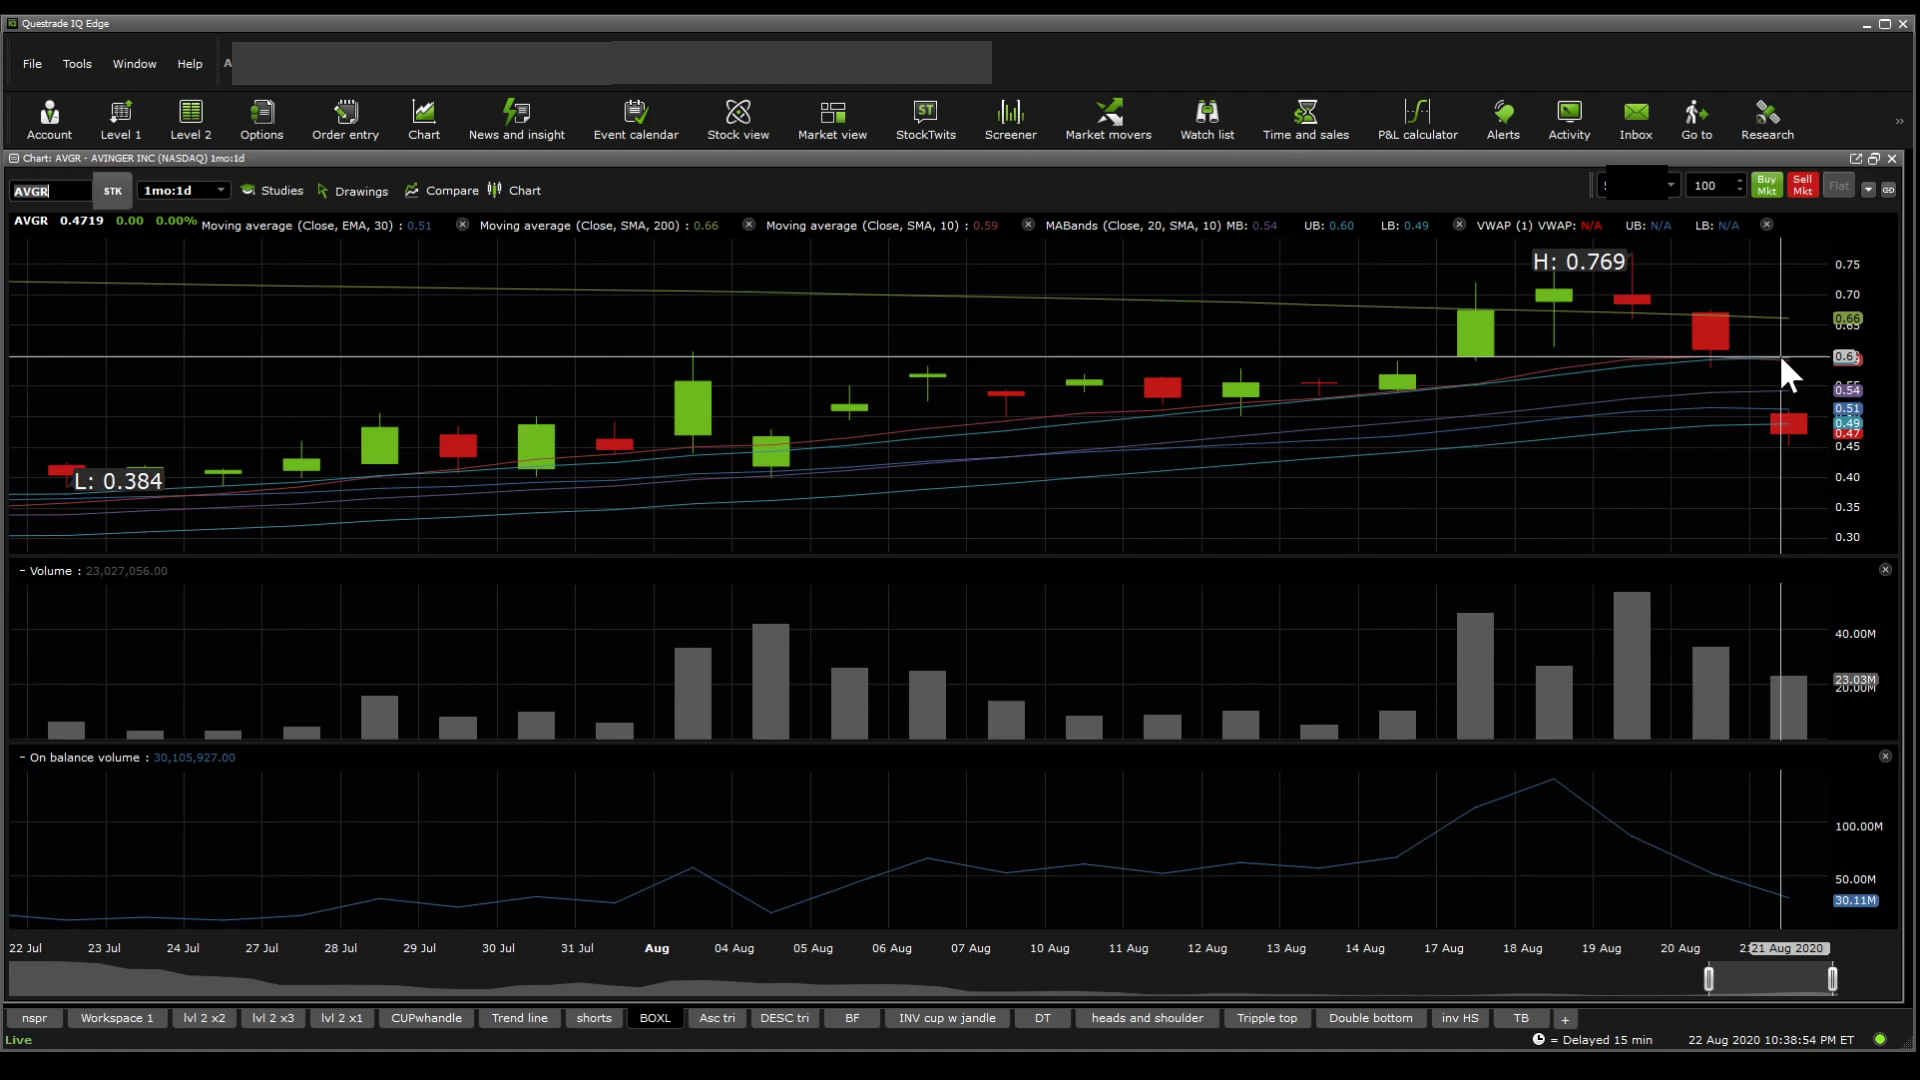 Questrade IQ Edge
File Tools Window Help A
Account Level 1 Level 2 Options Order entry Chart News and insight Event calendar Stock view Market view StockTwits Screener Market movers Watch list Time and sales P&L calculator Alerts Activity Inbox Go to Research »
Chart: AVGR - AVINGER INC (NASDAQ) 1mo:1d
AVGR STK 1mo:1d Studies Drawings Compare Chart 100 Buy Mkt Sell Mkt Flat
AVGR 0.4719 0.00 0.00% Moving average (Close, EMA, 30) : 0.51 Moving average (Close, SMA, 200) : 0.66 Moving average (Close, SMA, 10) : 0.59 MABands (Close, 20, SMA, 10) MB: 0.54 UB: 0.60 LB: 0.49 VWAP (1) VWAP: N/A UB: N/A LB: N/A
H: 0.769
L: 0.384
0.75
0.70
0.66
0.65
0.6
0.55
0.54
0.51
0.49
0.47
0.45
0.40
0.35
0.30
- Volume : 23,027,056.00
40.00M
23.03M
20.00M
- On balance volume : 30,105,927.00
100.00M
50.00M
30.11M
22 Jul 23 Jul 24 Jul 27 Jul 28 Jul 29 Jul 30 Jul 31 Jul Aug 04 Aug 05 Aug 06 Aug 07 Aug 10 Aug 11 Aug 12 Aug 13 Aug 14 Aug 17 Aug 18 Aug 19 Aug 20 Aug 21 Aug 2020
nspr Workspace 1 lvl 2 x2 lvl 2 x3 lvl 2 x1 CUPwhandle Trend line shorts BOXL Asc tri DESC tri BF INV cup w jandle DT heads and shoulder Tripple top Double bottom inv HS TB +
Live = Delayed 15 min 22 Aug 2020 10:38:54 PM ET